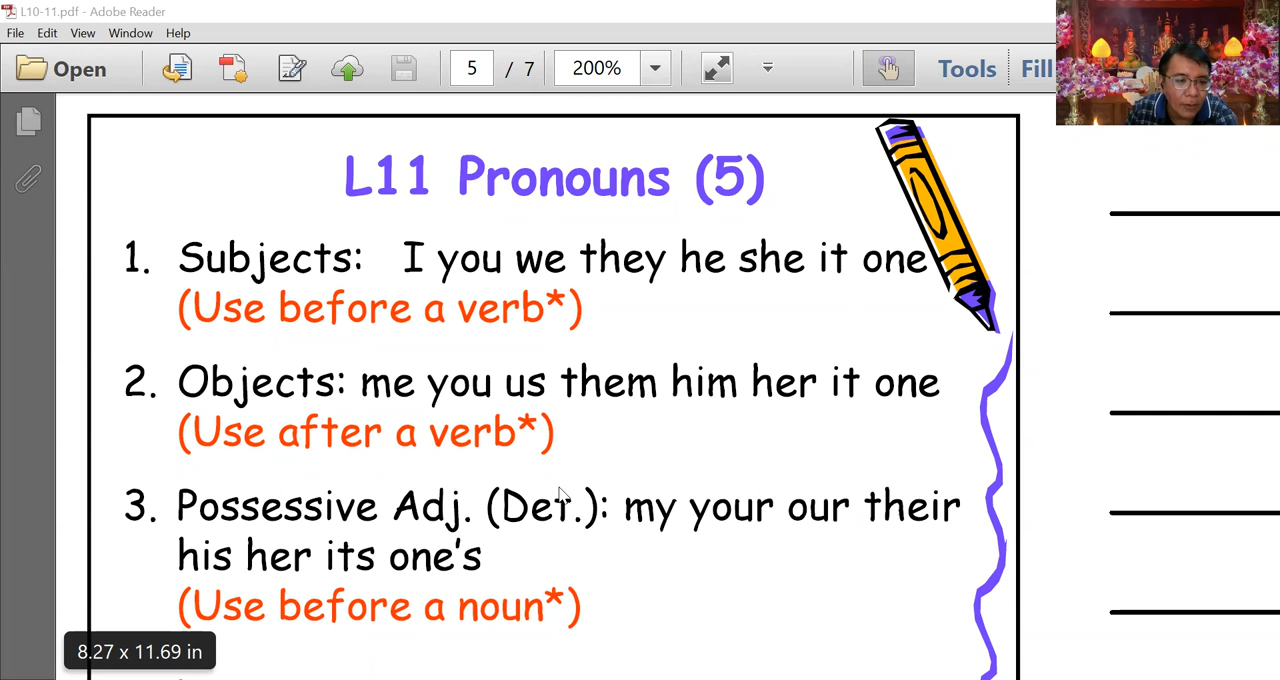 L10-11.pdf - Adobe Reader
File Edit View Window Help
Open 5 / 7 200% Tools Fill
L11 Pronouns (5)
1. Subjects: I you we they he she it one
(Use before a verb*)
2. Objects: me you us them him her it one
(Use after a verb*)
3. Possessive Adj. (Det.): my your our their
his her its one's
(Use before a noun*)
8.27 x 11.69 in